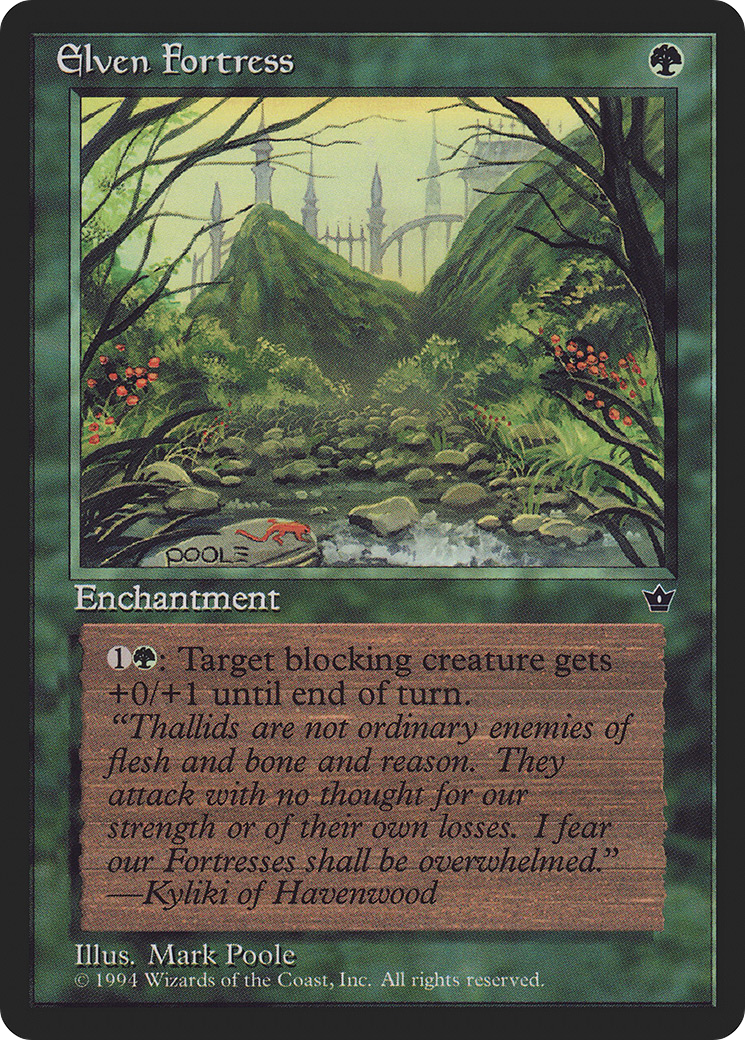 Elven Fortress
POOLE
Enchantment
1: Target blocking creature gets
+0/+1 until end of turn.
“Thallids are not ordinary enemies of
flesh and bone and reason. They
attack with no thought for our
strength or of their own losses. I fear
our Fortresses shall be overwhelmed.”
—Kyliki of Havenwood
Illus. Mark Poole
© 1994 Wizards of the Coast, Inc. All rights reserved.